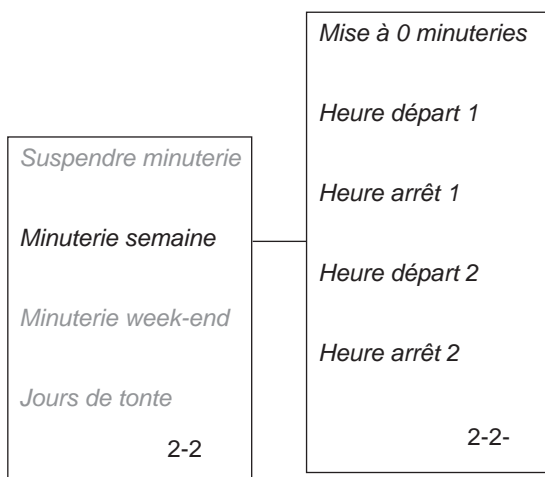 Suspendre minuterie
Minuterie semaine
Minuterie week-end
Jours de tonte
2-2
Mise à 0 minuteries
Heure départ 1
Heure arrêt 1
Heure départ 2
Heure arrêt 2
2-2-